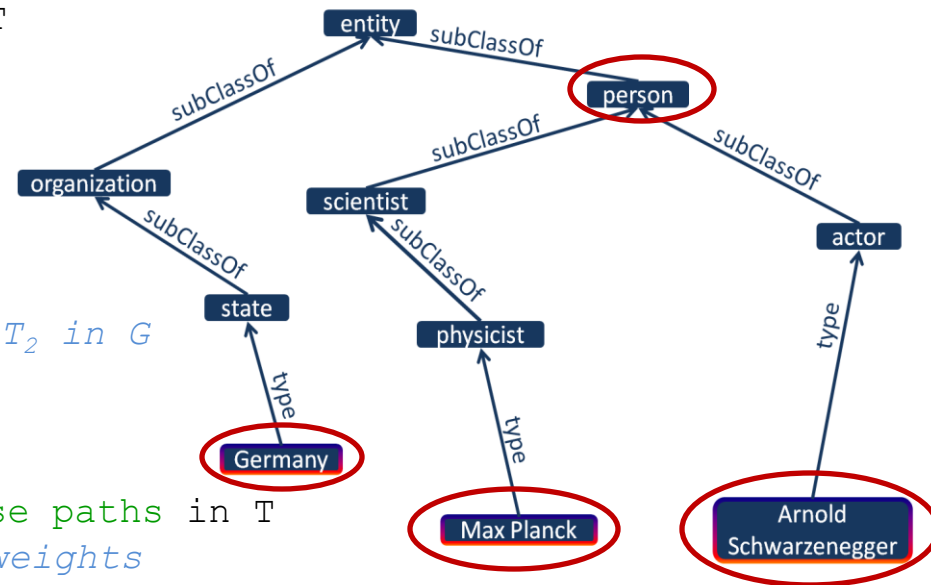 T
entity
subClassOf
subClassOf
person
subClassOf
subClassOf
organization
scientist
actor
subClassOf
subClassOf
state
T₂ in G
physicist
type
type
type
Germany
se paths in T
Max Planck
Arnold
Schwarzenegger
weights